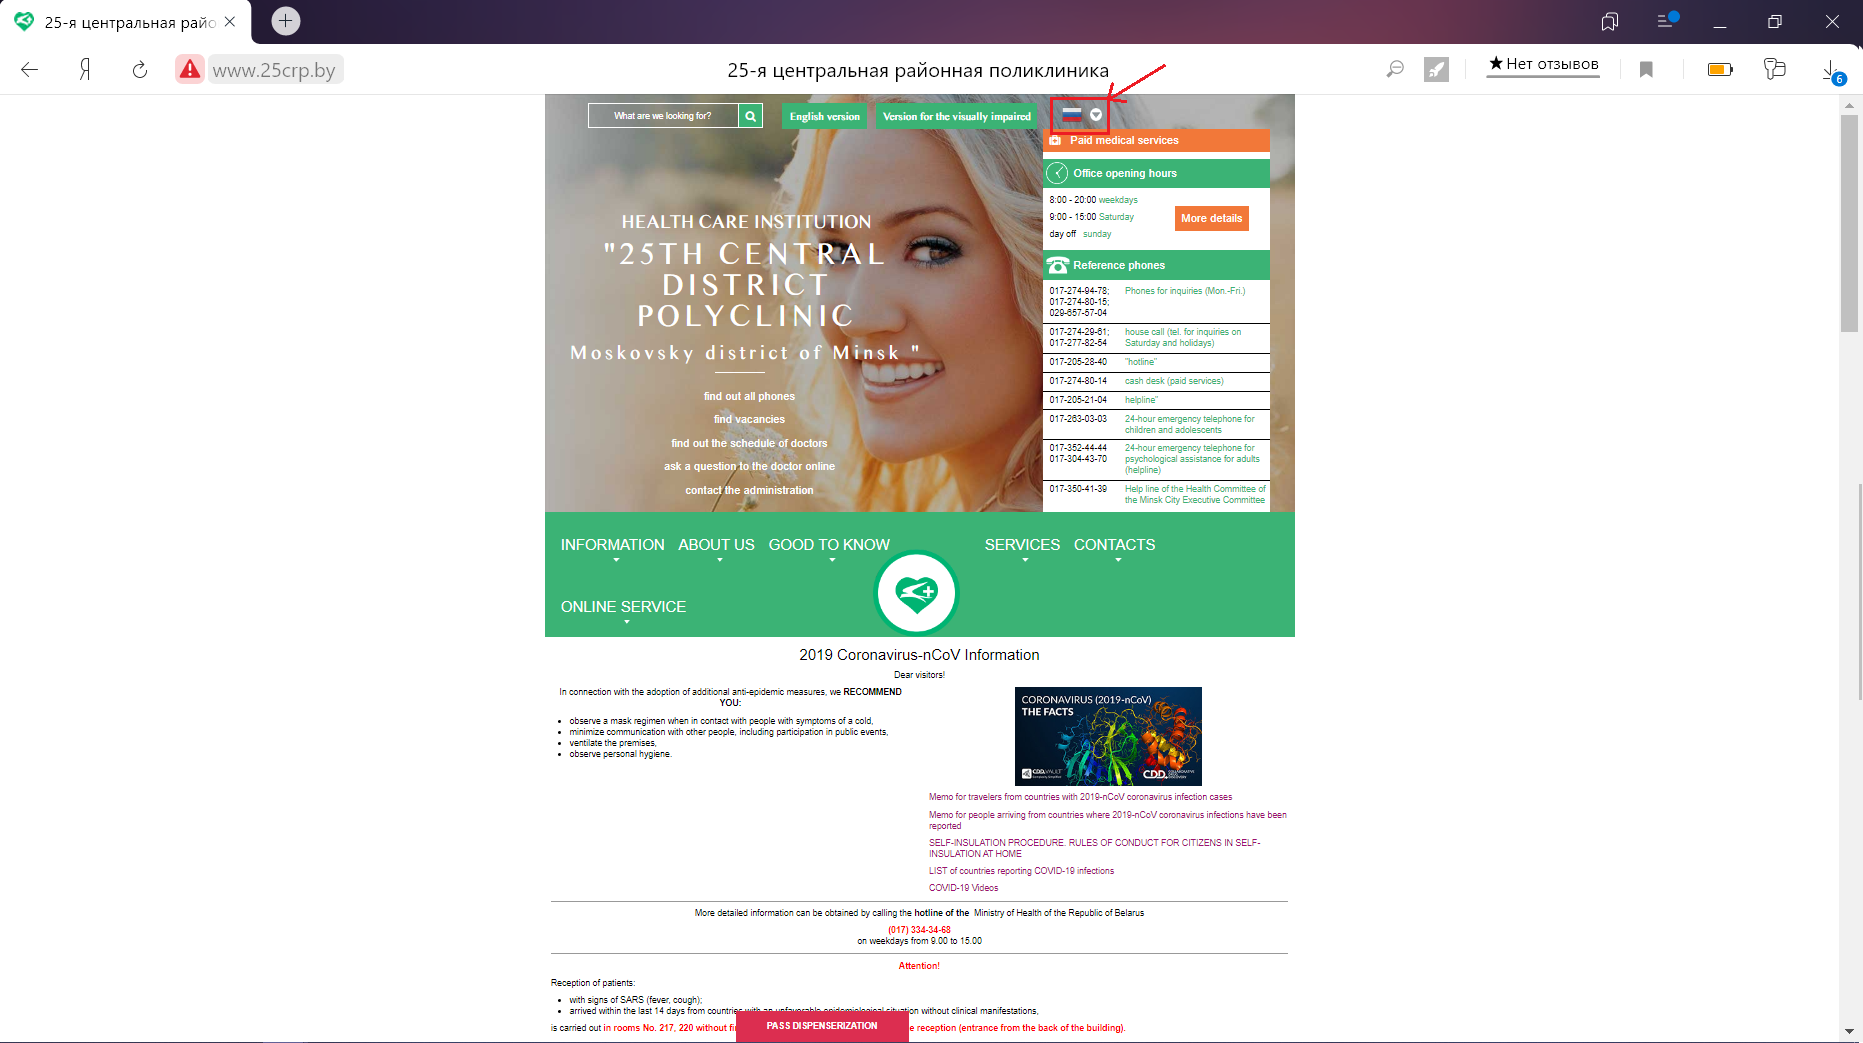 25-я центральная райо
www.25crp.by
25-я центральная районная поликлиника
★Нет отзывов
6
What are we looking for?
English version
Version for the visually impaired
Paid medical services
Office opening hours
8:00 - 20:00 weekdays
9:00 - 15:00 Saturday
day off sunday
More details
Reference phones
017-274-94-78;
017-274-80-15;
029-657-57-04
Phones for inquiries (Mon.-Fri.)
017-274-29-61;
017-277-82-54
house call (tel. for inquiries on
Saturday and holidays)
017-205-28-40 "hotline"
017-274-80-14 cash desk (paid services)
017-205-21-04 helpline"
017-263-03-03 24-hour emergency telephone for
children and adolescents
017-352-44-44
017-304-43-70
24-hour emergency telephone for
psychological assistance for adults
(helpline)
017-350-41-39 Help line of the Health Committee of
the Minsk City Executive Committee
HEALTH CARE INSTITUTION
"25TH CENTRAL
DISTRICT
POLYCLINIC
Moskovsky district of Minsk "
find out all phones
find vacancies
find out the schedule of doctors
ask a question to the doctor online
contact the administration
INFORMATION ABOUT US GOOD TO KNOW SERVICES CONTACTS
ONLINE SERVICE
2019 Coronavirus-nCoV Information
Dear visitors!
In connection with the adoption of additional anti-epidemic measures, we RECOMMEND
YOU:
observe a mask regimen when in contact with people with symptoms of a cold,
minimize communication with other people, including participation in public events,
ventilate the premises,
observe personal hygiene.
CORONAVIRUS (2019-nCoV)
THE FACTS
CDD VAULT
CDD.
Memo for travelers from countries with 2019-nCoV coronavirus infection cases
Memo for people arriving from countries where 2019-nCoV coronavirus infections have been
reported
SELF-INSULATION PROCEDURE. RULES OF CONDUCT FOR CITIZENS IN SELF-
INSULATION AT HOME
LIST of countries reporting COVID-19 infections
COVID-19 Videos
More detailed information can be obtained by calling the hotline of the Ministry of Health of the Republic of Belarus
(017) 334-34-68
on weekdays from 9.00 to 15.00
Attention!
Reception of patients:
with signs of SARS (fever, cough);
arrived within the last 14 days from countries with an unfavorable epidemiological situation without clinical manifestations,
is carried out in rooms No. 217, 220 without fi
e reception (entrance from the back of the building).
PASS DISPENSERIZATION